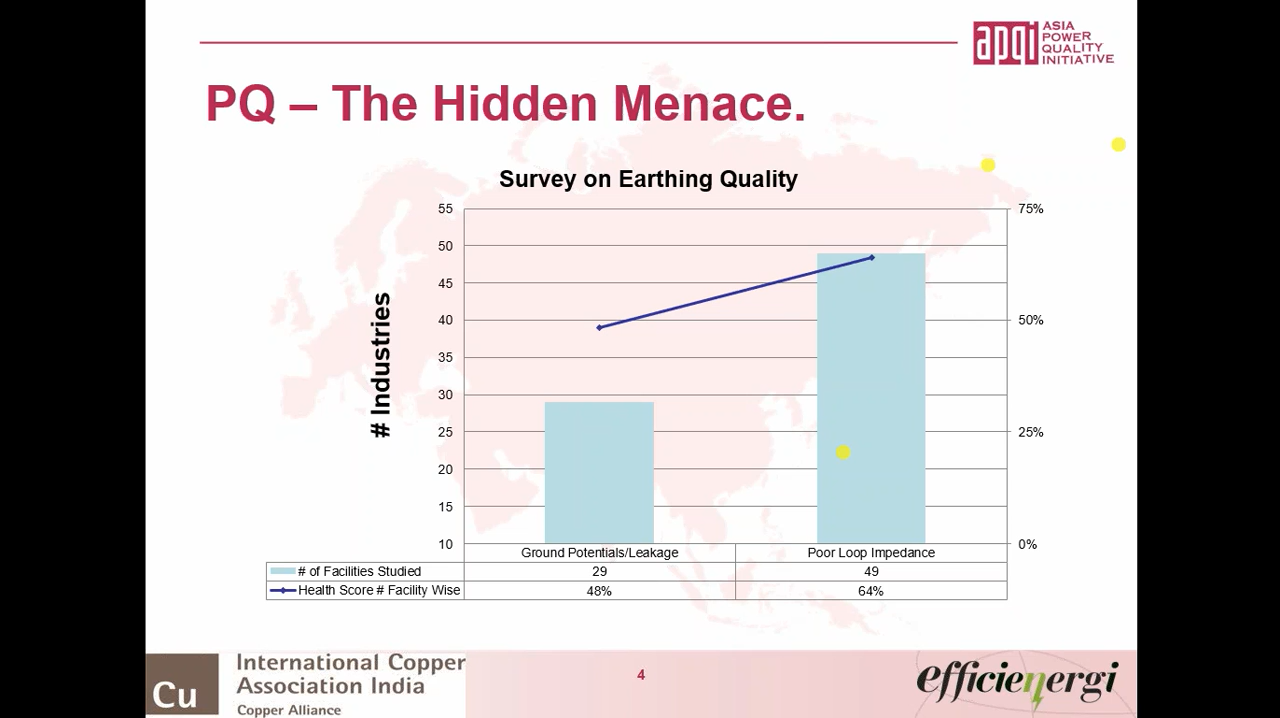 apqi ASIA
POWER
QUALITY
INITIATIVE
PQ – The Hidden Menace.
Survey on Earthing Quality
# Industries
55
50
45
40
35
30
25
20
15
10
75%
50%
25%
0%
Ground Potentials/Leakage Poor Loop Impedance
# of Facilities Studied 29 49
Health Score # Facility Wise 48% 64%
Cu
International Copper
Association India
Copper Alliance
4
efficienergi